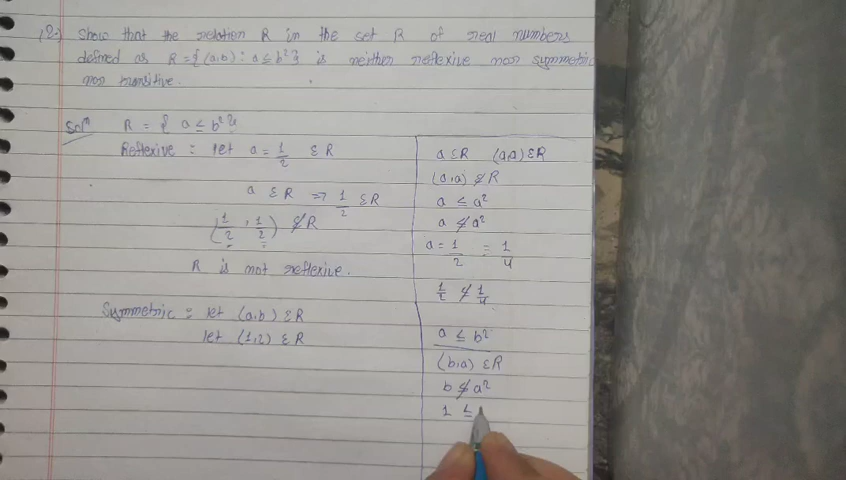 Q. Show that the relation R in the set R of real numbers
defined as R = { (a,b) : a ≤ b² } is neither reflexive nor symmetric
nor transitive.
Solⁿ R = { a ≤ b² }
Reflexive : let a = 1/2 ∈ R
a ∈ R => 1/2 ∈ R
(1/2, 1/2) ∉ R
R is not reflexive.
Symmetric : let (a,b) ∈ R
let (1,2) ∈ R
a ∈ R (a,a) ∈ R
(a,a) ∉ R
a ≤ a²
a ≰ a²
a = 1/2 = 1/4
1/2 ≰ 1/4
a ≤ b²
(b,a) ∈ R
b ≰ a²
1 ≤